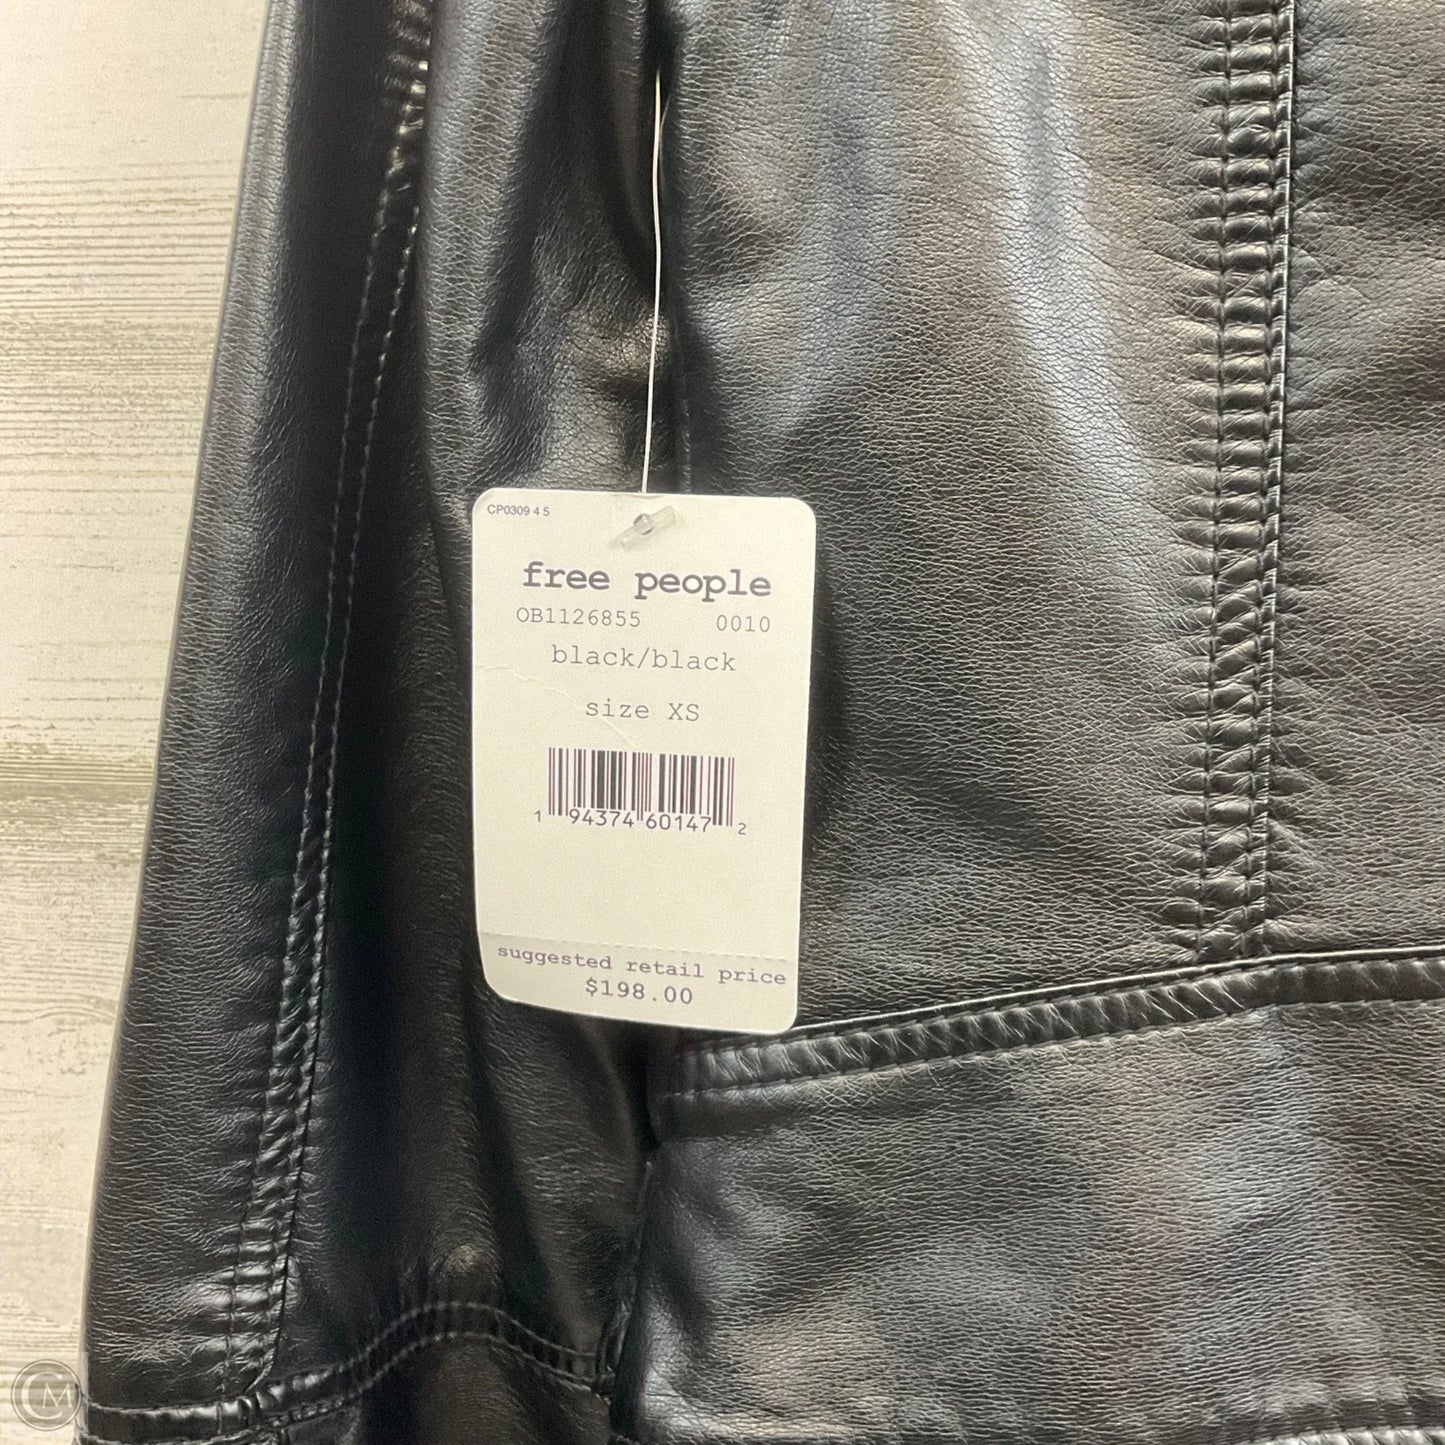 CP0309 4 5
free people
OB1126855 0010
black/black
size XS
1 94374 60147 2
suggested retail price
$198.00
CM